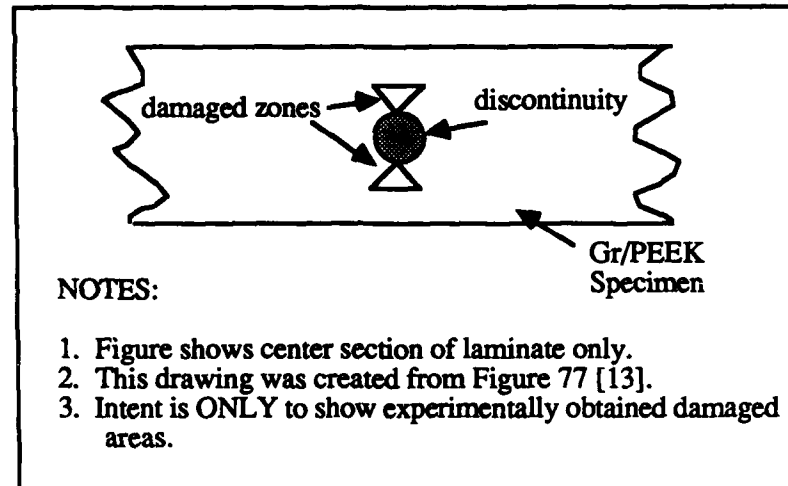 damaged zones
discontinuity
Gr/PEEK
Specimen
NOTES:
1. Figure shows center section of laminate only.
2. This drawing was created from Figure 77 [13].
3. Intent is ONLY to show experimentally obtained damaged
areas.